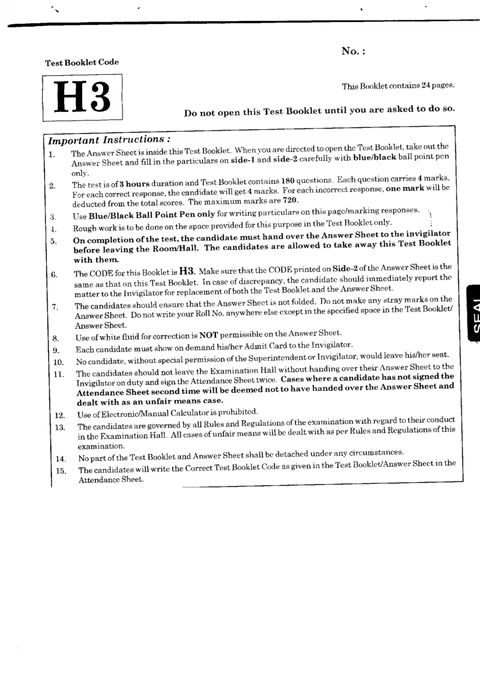 No. :
Test Booklet Code
This Booklet contains 24 pages.
H3
Do not open this Test Booklet until you are asked to do so.
Important Instructions :
1. The Answer Sheet is inside this Test Booklet. When you are directed to open the Test Booklet, take out the
Answer Sheet and fill in the particulars on side-1 and side-2 carefully with blue/black ball point pen
only.
2. The test is of 3 hours duration and Test Booklet contains 180 questions. Each question carries 4 marks.
For each correct response, the candidate will get 4 marks. For each incorrect response, one mark will be
deducted from the total scores. The maximum marks are 720.
3. Use Blue/Black Ball Point Pen only for writing particulars on this page/marking responses.
4. Rough work is to be done on the space provided for this purpose in the Test Booklet only.
5. On completion of the test, the candidate must hand over the Answer Sheet to the invigilator
before leaving the Room/Hall. The candidates are allowed to take away this Test Booklet
with them.
6. The CODE for this Booklet is H3. Make sure that the CODE printed on Side-2 of the Answer Sheet is the
same as that on this Test Booklet. In case of discrepancy, the candidate should immediately report the
matter to the Invigilator for replacement of both the Test Booklet and the Answer Sheet.
7. The candidates should ensure that the Answer Sheet is not folded. Do not make any stray marks on the
Answer Sheet. Do not write your Roll No. anywhere else except in the specified space in the Test Booklet/
Answer Sheet.
8. Use of white fluid for correction is NOT permissible on the Answer Sheet.
9. Each candidate must show on demand his/her Admit Card to the Invigilator.
10. No candidate, without special permission of the Superintendent or Invigilator, would leave his/her seat.
11. The candidates should not leave the Examination Hall without handing over their Answer Sheet to the
Invigilator on duty and sign the Attendance Sheet twice. Cases where a candidate has not signed the
Attendance Sheet second time will be deemed not to have handed over the Answer Sheet and
dealt with as an unfair means case.
12. Use of Electronic/Manual Calculator is prohibited.
13. The candidates are governed by all Rules and Regulations of the examination with regard to their conduct
in the Examination Hall. All cases of unfair means will be dealt with as per Rules and Regulations of this
examination.
14. No part of the Test Booklet and Answer Sheet shall be detached under any circumstances.
15. The candidates will write the Correct Test Booklet Code as given in the Test Booklet/Answer Sheet in the
Attendance Sheet.
SEAL